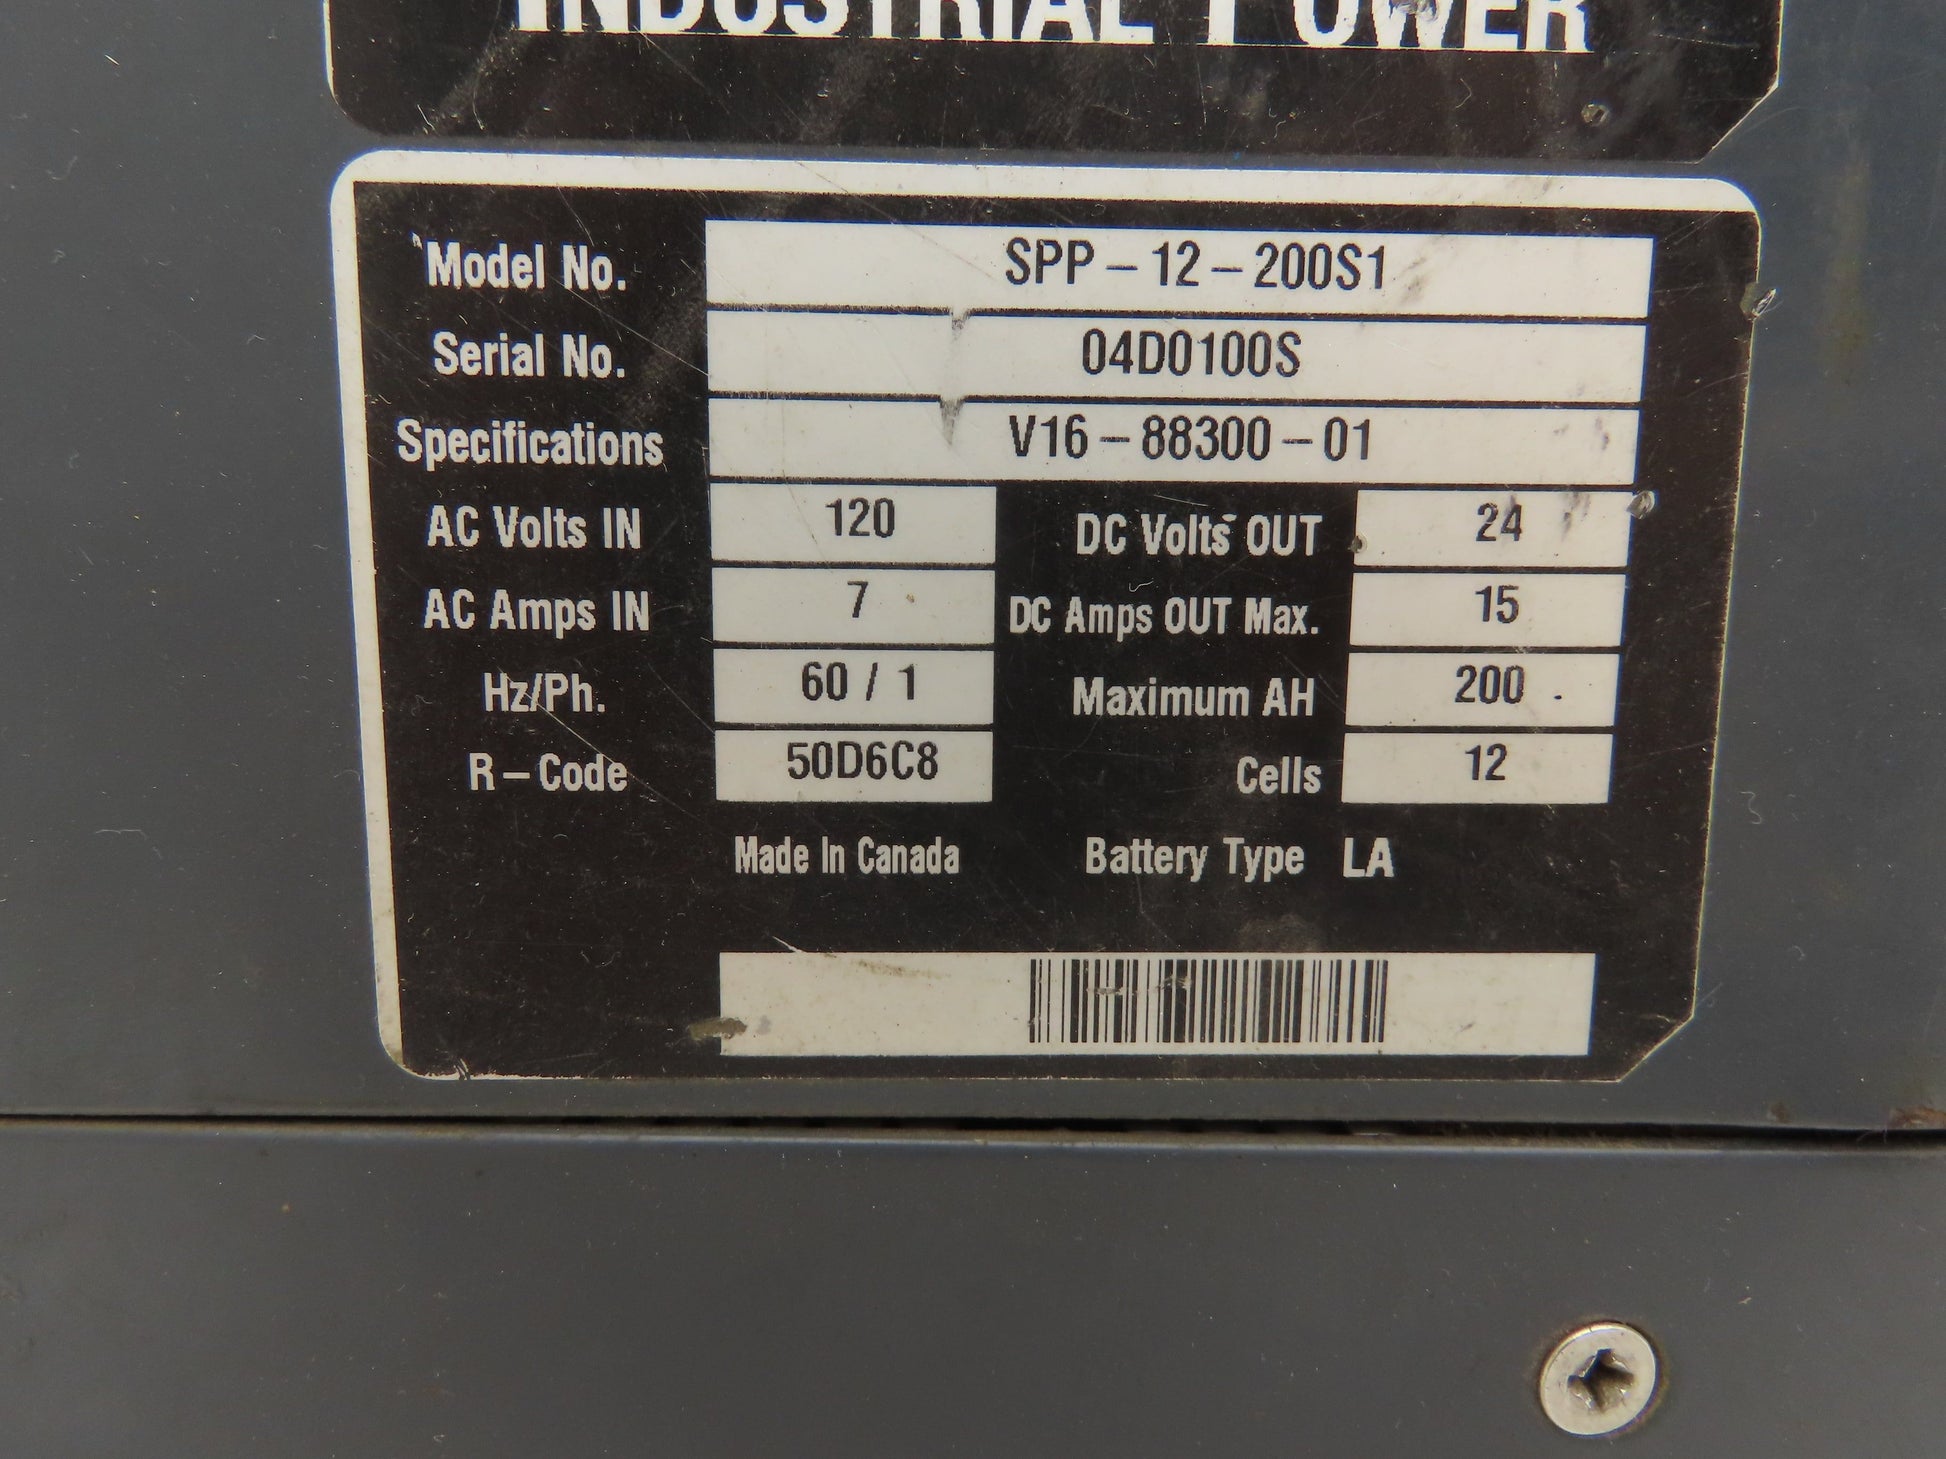 INDUSTRIAL POWER
Model No. SPP – 12 – 200S1
Serial No. 04D0100S
Specifications V16 – 88300 – 01
AC Volts IN 120 DC Volts OUT 24
AC Amps IN 7 DC Amps OUT Max. 15
Hz/Ph. 60 / 1 Maximum AH 200
R – Code 50D6C8 Cells 12
Made In Canada Battery Type LA